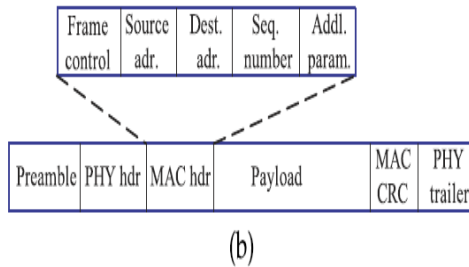 Frame control
Source adr.
Dest. adr.
Seq. number
Addl. param.
Preamble
PHY hdr
MAC hdr
Payload
MAC CRC
PHY trailer
(b)